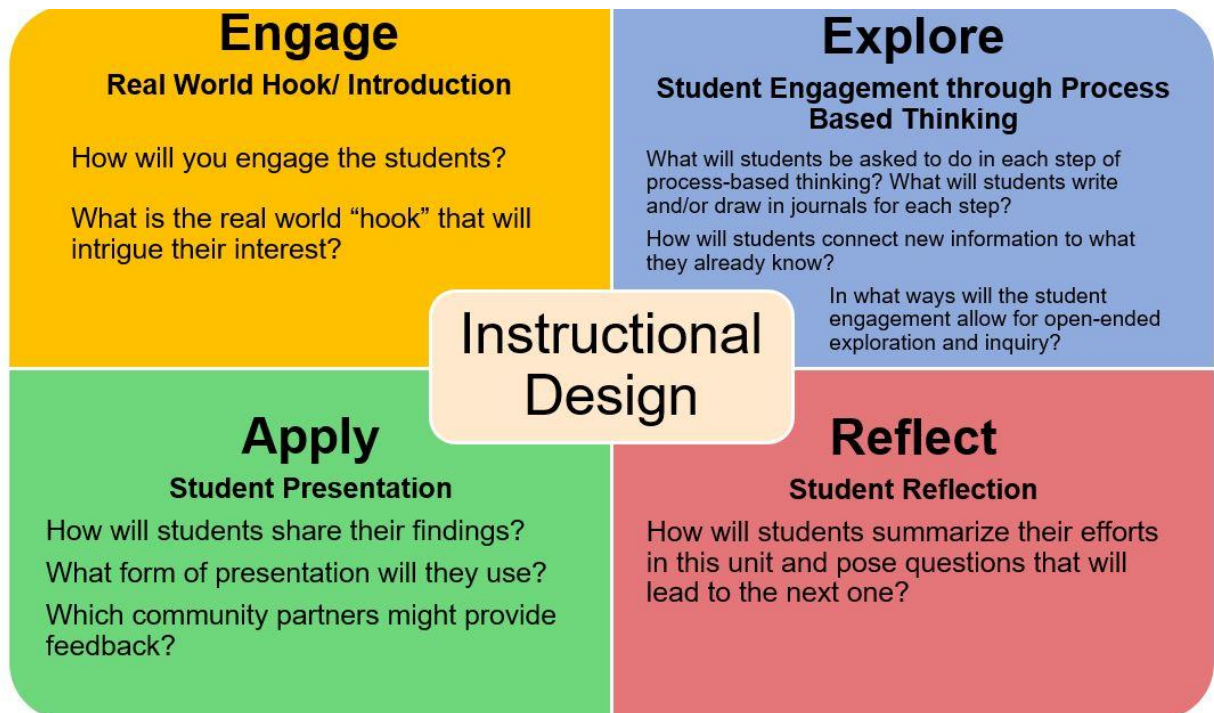 Engage
Real World Hook/ Introduction
How will you engage the students?
What is the real world “hook” that will
intrigue their interest?
Explore
Student Engagement through Process
Based Thinking
What will students be asked to do in each step of
process-based thinking? What will students write
and/or draw in journals for each step?
How will students connect new information to what
they already know?
In what ways will the student
engagement allow for open-ended
exploration and inquiry?
Instructional
Design
Apply
Student Presentation
How will students share their findings?
What form of presentation will they use?
Which community partners might provide
feedback?
Reflect
Student Reflection
How will students summarize their efforts
in this unit and pose questions that will
lead to the next one?